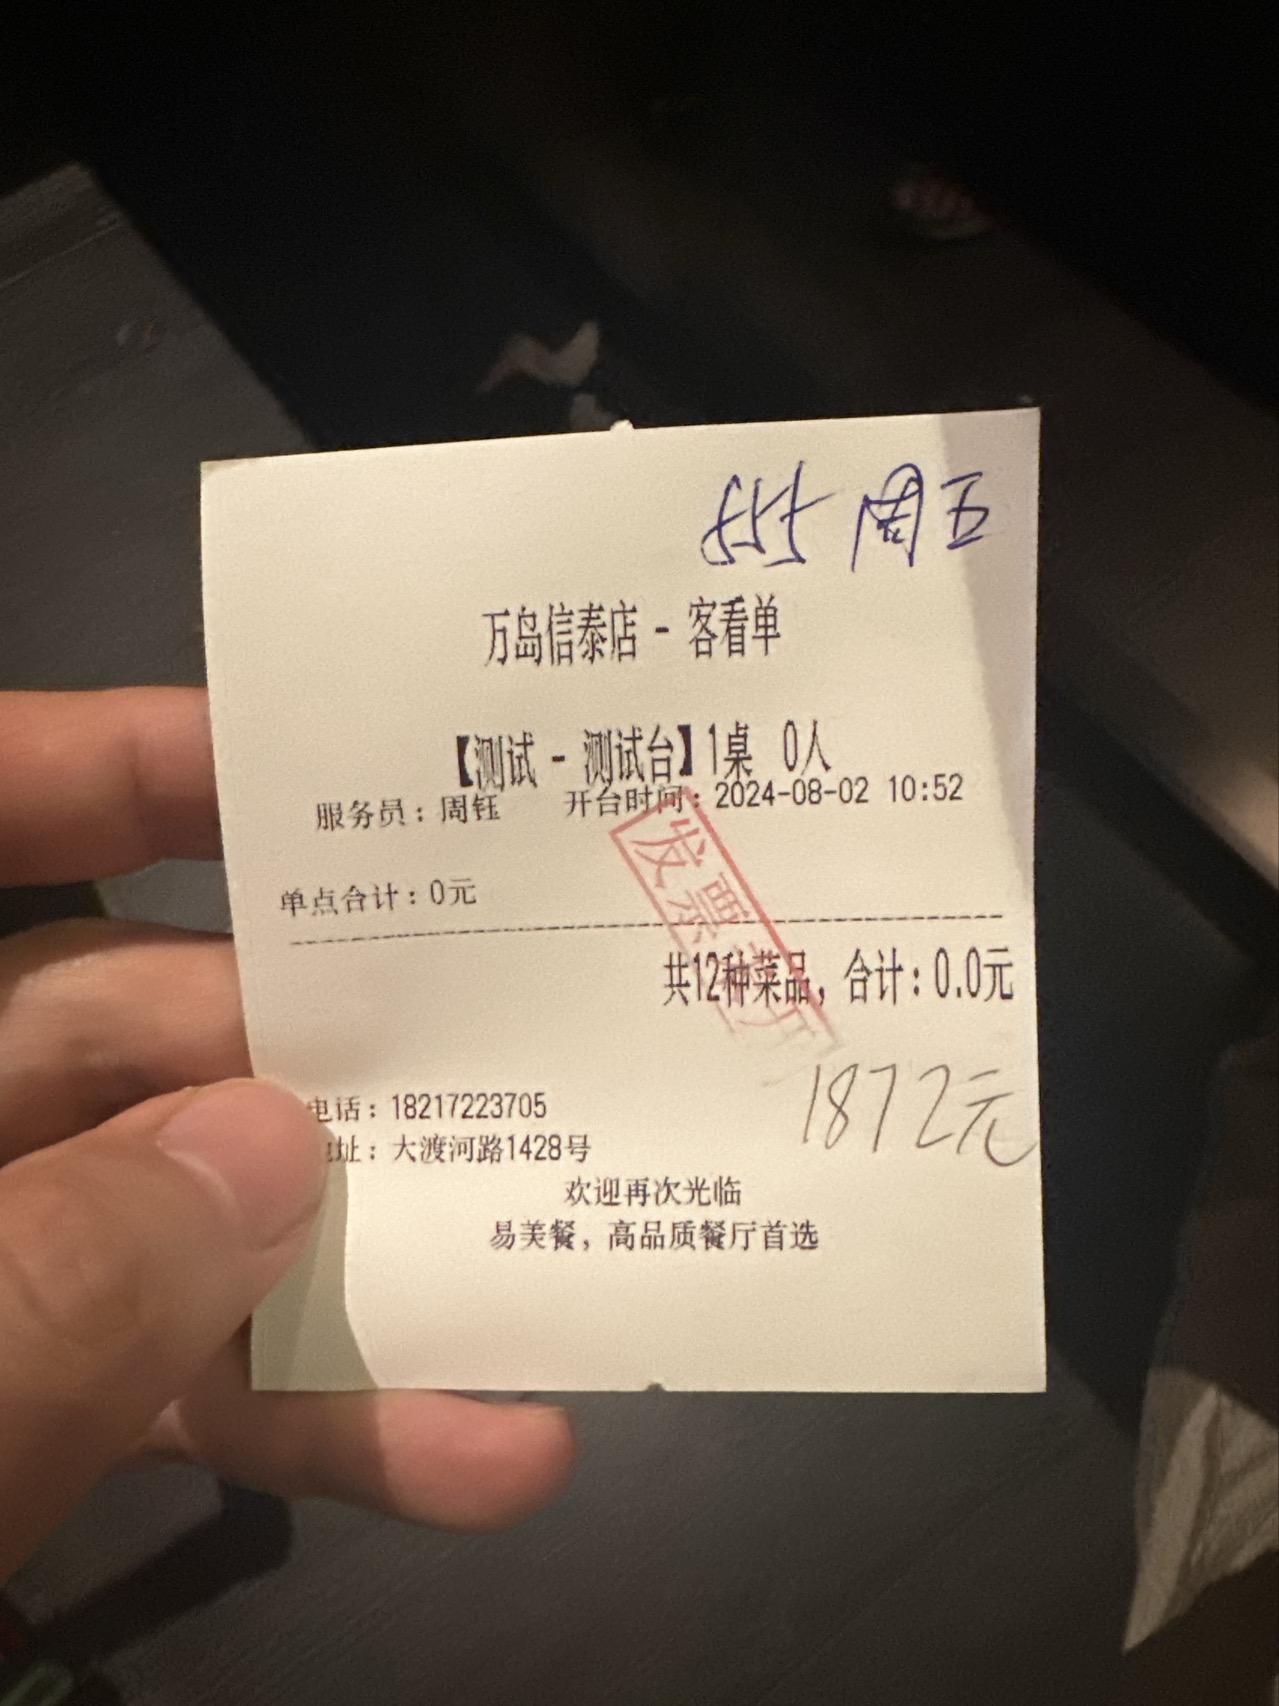 555 周五
万岛信泰店 - 客看单
【测试 - 测试台】1桌 0人
服务员：周钰 开台时间：2024-08-02 10:52
发票已开
单点合计：0元
共12种菜品，合计：0.0元
1872元
电话：18217223705
地址：大渡河路1428号
欢迎再次光临
易美餐，高品质餐厅首选